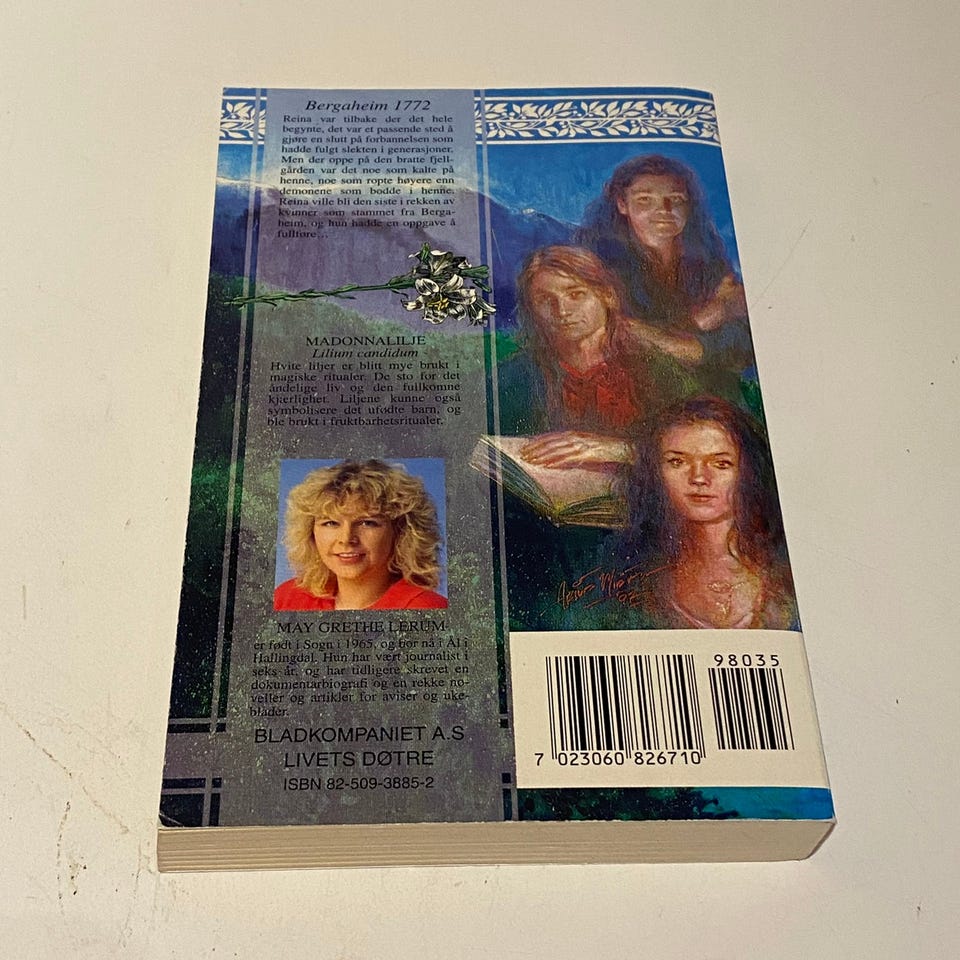 Bergaheim 1772
Reina var tilbake der det hele
begynte, det var et passende sted å
gjøre en slutt på forbannelsen som
hadde fulgt slekten i generasjoner.
Men der oppe på den bratte fjell-
gården var det noe som kalte på
henne, noe som ropte høyere enn
demonene som bodde i henne.
Reina ville bli den siste i rekken av
kvinner som stammet fra Berga-
heim, og hun hadde en oppgave å
fullføre...
MADONNALILJE
Lilium candidum -
Hvite liljer er blitt mye brukt i
magiske ritualer. De sto for det
åndelige liv og den fullkomne
kjærlighet. Liljene kunne også
symbolisere det ufødte barn, og
ble brukt i fruktbarhetsritualer.
MAY GRETHE LERUM
er født i Sogn i 1965, og bor nå i Ål i
Hallingdal. Hun har vært journalist i
seks år, og har tidligere skrevet en
dokumentarbiografi og en rekke no-
veller og artikler for aviser og uke-
blader.
BLADKOMPANIET A.S
LIVETS DØTRE
ISBN 82-509-3885-2
98035
7 023060 826710